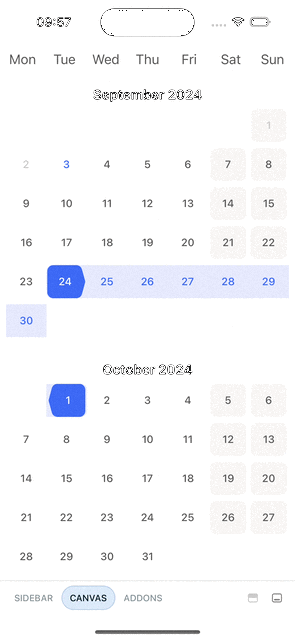 09:57
Mon Tue Wed Thu Fri Sat Sun
September 2024
1
2 3 4 5 6 7 8
9 10 11 12 13 14 15
16 17 18 19 20 21 22
23 24 25 26 27 28 29
30
October 2024
1 2 3 4 5 6
7 8 9 10 11 12 13
14 15 16 17 18 19 20
21 22 23 24 25 26 27
28 29 30 31
SIDEBAR CANVAS ADDONS